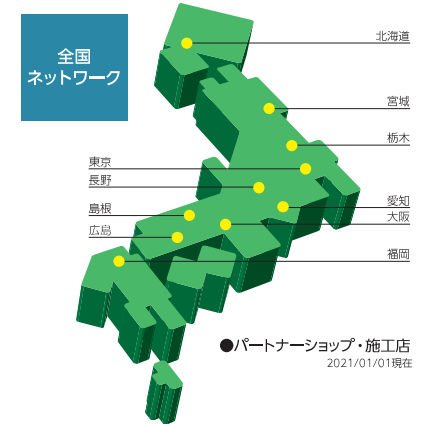 全国
ネットワーク
北海道
宮城
栃木
東京
長野
愛知
島根
大阪
広島
福岡
●パートナーショップ・施工店
2021/01/01現在